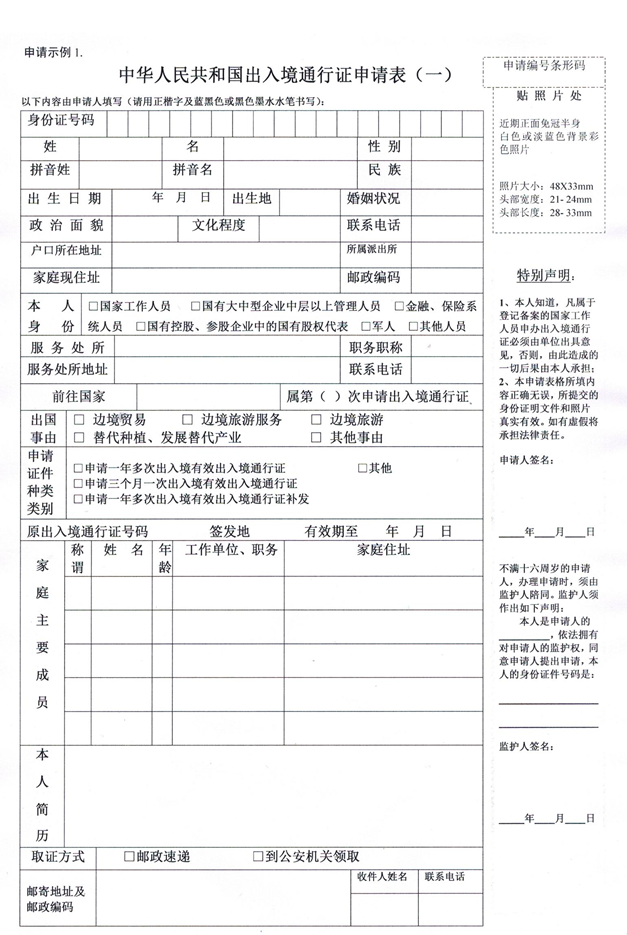 申请示例 1.
中华人民共和国出入境通行证申请表（一）
以下内容由申请人填写（请用正楷字及蓝黑色或黑色墨水水笔书写）：
身份证号码
姓 名 性 别
拼音姓 拼音名 民 族
出 生 日 期 年 月 日 出生地 婚姻状况
政 治 面 貌 文化程度 联系电话
户口所在地址 所属派出所
家庭现住址 邮政编码
本 人 □国家工作人员 □国有大中型企业中层以上管理人员 □金融、保险系
身 份 统人员 □国有控股、参股企业中的国有股权代表 □军人 □其他人员
服 务 处 所 职务职称
服务处所地址 联系电话
前往国家 属第（ ）次申请出入境通行证
出国 □ 边境贸易 □ 边境旅游服务 □ 边境旅游
事由 □ 替代种植、发展替代产业 □ 其他事由
申请
证件 □申请一年多次出入境有效出入境通行证 □其他
种类 □申请三个月一次出入境有效出入境通行证
类别 □申请一年多次出入境有效出入境通行证补发
原出入境通行证号码 签发地 有效期至 年 月 日
家庭主要成员 称谓 姓 名 年龄 工作单位、职务 家庭住址
本人简历
取证方式 □邮政速递 □到公安机关领取
邮寄地址及 收件人姓名 联系电话
邮政编码
申请编号条形码
贴 照 片 处
近期正面免冠半身
白色或淡蓝色背景彩
色照片
照片大小：48X33mm
头部宽度：21- 24mm
头部长度：28- 33mm
特别声明：
1、本人知道，凡属于
登记备案的国家工作
人员申办出入境通行
证必须由单位出具意
见，否则，由此造成的
一切后果由本人承担；
2、本申请表格所填内
容正确无误，所提交的
身份证明文件和照片
真实有效。如有虚假将
承担法律责任。
申请人签名：
____年____月____日
不满十六周岁的申请
人，办理申请时，须由
监护人陪同。监护人须
作出如下声明：
本人是申请人的
________，依法拥有
对申请人的监护权，同
意申请人提出申请，本
人的身份证件号码是：
监护人签名：
____年____月____日